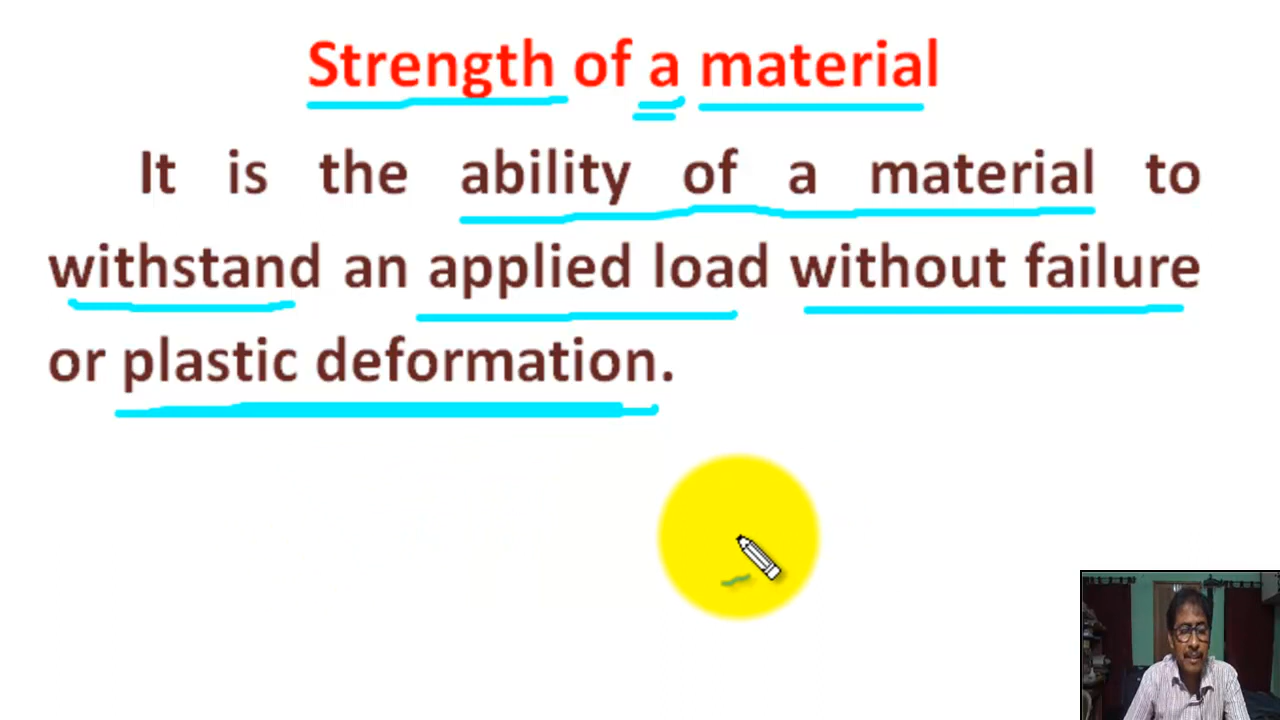 Strength of a material
It is the ability of a material to
withstand an applied load without failure
or plastic deformation.